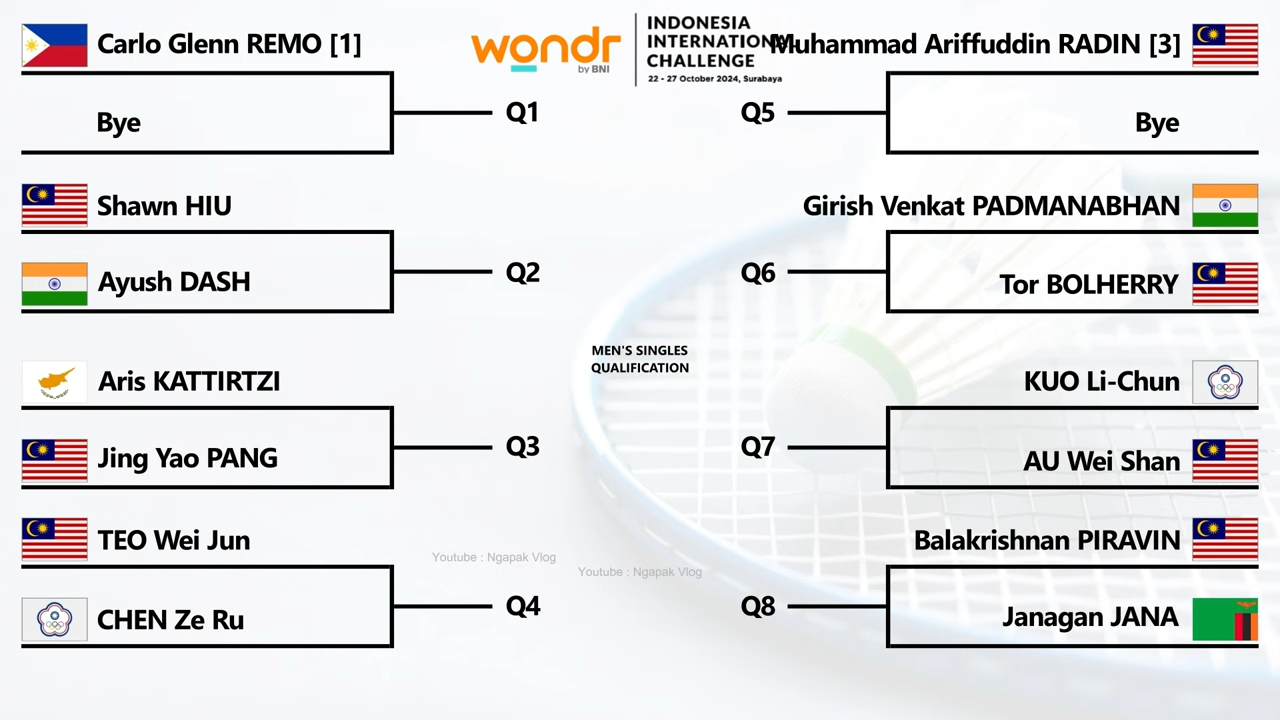 Carlo Glenn REMO [1]
Bye
Q1
Shawn HIU
Ayush DASH
Q2
Aris KATTIRTZI
Jing Yao PANG
Q3
TEO Wei Jun
CHEN Ze Ru
Q4
wondr
by BNI
INDONESIA
INTERNATIONAL
CHALLENGE
22 - 27 October 2024, Surabaya
MEN'S SINGLES
QUALIFICATION
Youtube : Ngapak Vlog
Youtube : Ngapak Vlog
Muhammad Ariffuddin RADIN [3]
Bye
Q5
Girish Venkat PADMANABHAN
Tor BOLHERRY
Q6
KUO Li-Chun
AU Wei Shan
Q7
Balakrishnan PIRAVIN
Janagan JANA
Q8